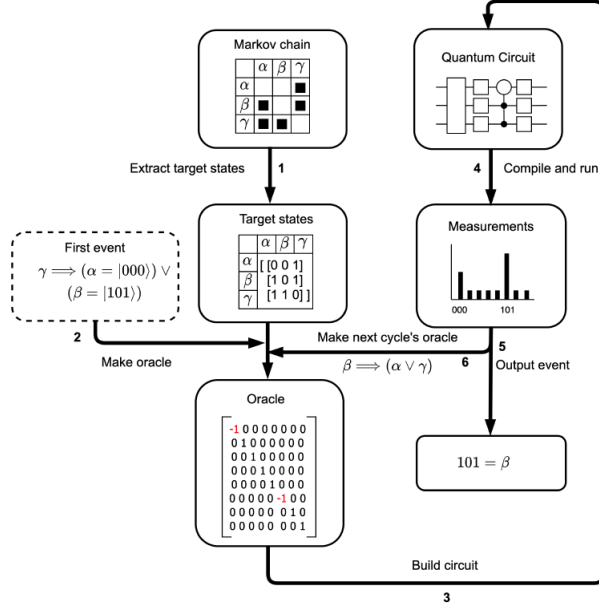 Markov chain
α β γ
α
β
γ
Extract target states
1
Quantum Circuit
4
Compile and run
First event
γ ⟹ (α = |000⟩) ∨
(β = |101⟩)
2
Make oracle
Target states
α β γ
α [ [0 0 1]
β [1 0 1]
γ [1 1 0] ]
Measurements
000 101
Make next cycle's oracle
β ⟹ (α ∨ γ)
6
5
Output event
101 = β
Oracle
-1 0 0 0 0 0 0 0
0 1 0 0 0 0 0 0
0 0 1 0 0 0 0 0
0 0 0 1 0 0 0 0
0 0 0 0 1 0 0 0
0 0 0 0 0 -1 0 0
0 0 0 0 0 0 1 0
0 0 0 0 0 0 0 1
Build circuit
3